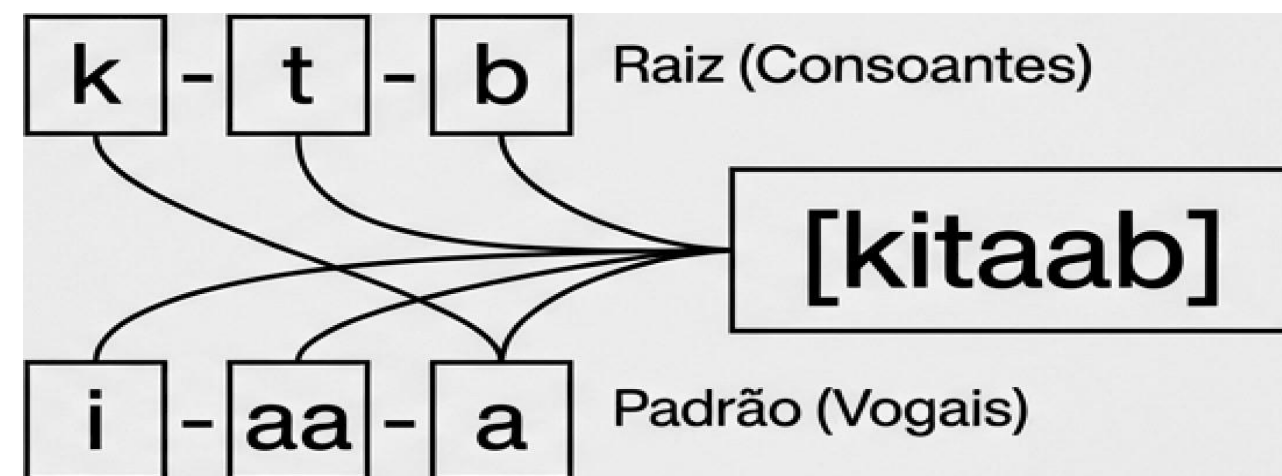 k - t - b Raiz (Consoantes)
[kitaab]
i - aa - a Padrão (Vogais)